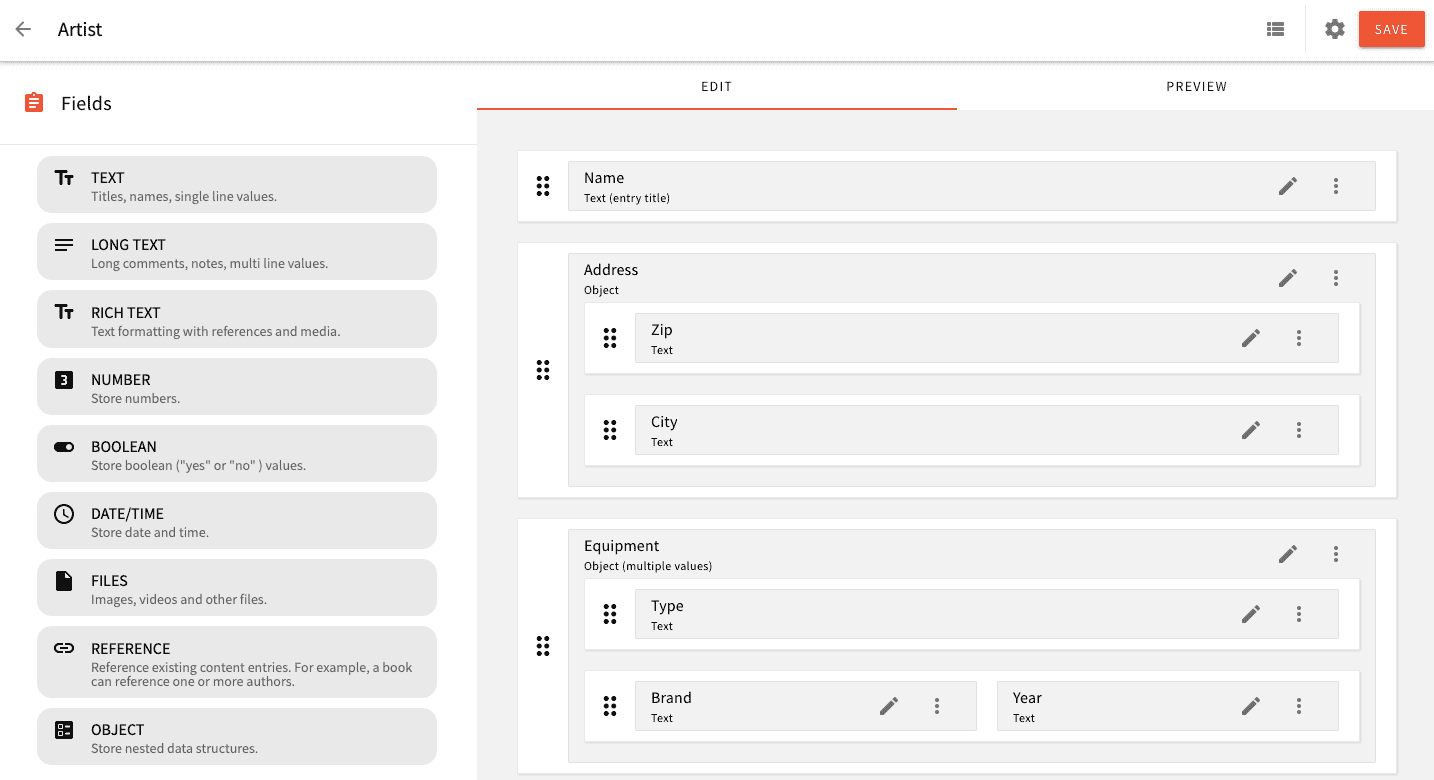 Artist
SAVE
Fields
EDIT
PREVIEW
TEXT
Titles, names, single line values.
LONG TEXT
Long comments, notes, multi line values.
RICH TEXT
Text formatting with references and media.
3
NUMBER
Store numbers.
BOOLEAN
Store boolean ("yes" or "no" ) values.
DATE/TIME
Store date and time.
FILES
Images, videos and other files.
REFERENCE
Reference existing content entries. For example, a book
can reference one or more authors.
OBJECT
Store nested data structures.
Name
Text (entry title)
Address
Object
Zip
Text
City
Text
Equipment
Object (multiple values)
Type
Text
Brand
Text
Year
Text